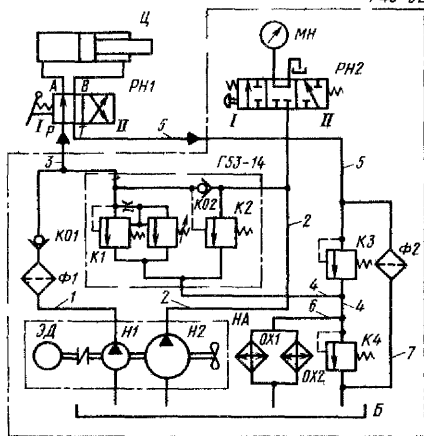 Ц
МН
РН2
РН1
А
В
I
Р
II
I
II
5
3
Г53-14
5
КО2
К2
К1
2
КО1
К3
Ф2
Ф1
4
4
1
2
6
НА
7
ЭД
Н1
Н2
ОХ1
ОХ2
К4
Б